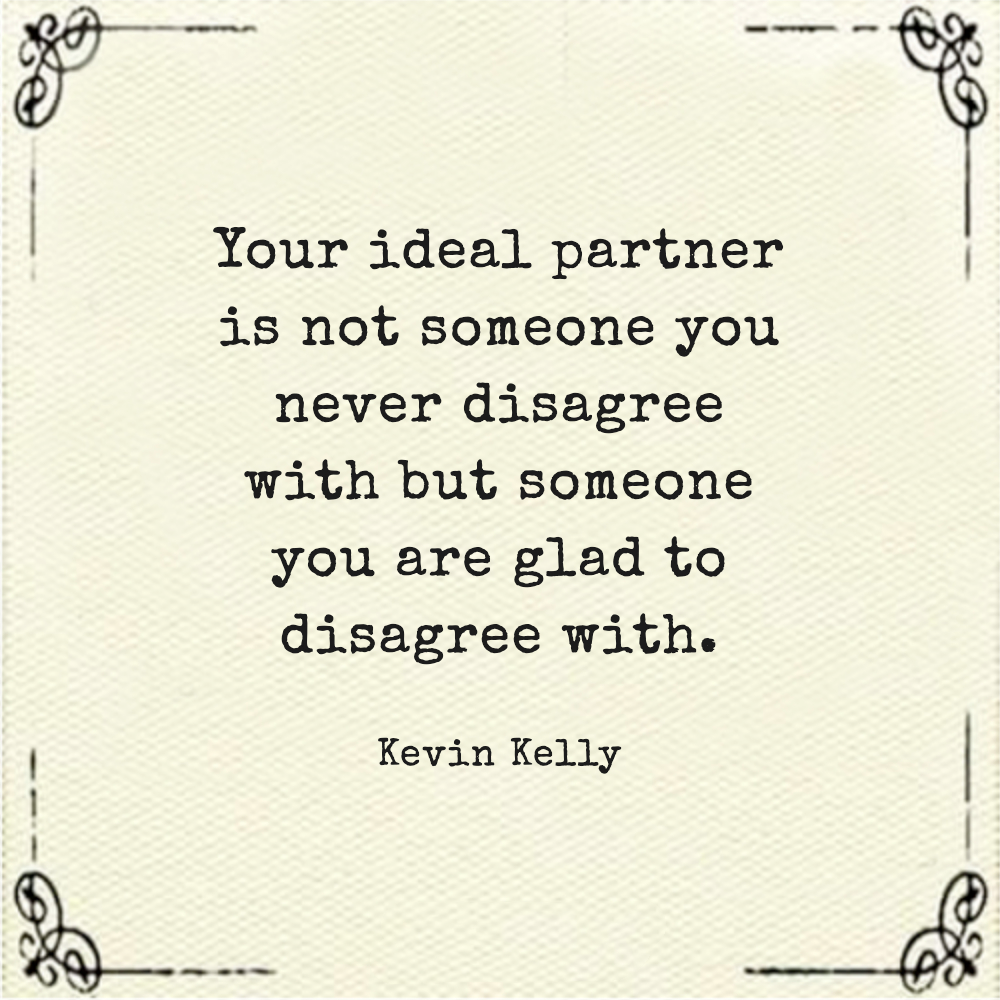 Your ideal partner
is not someone you
never disagree
with but someone
you are glad to
disagree with.
Kevin Kelly